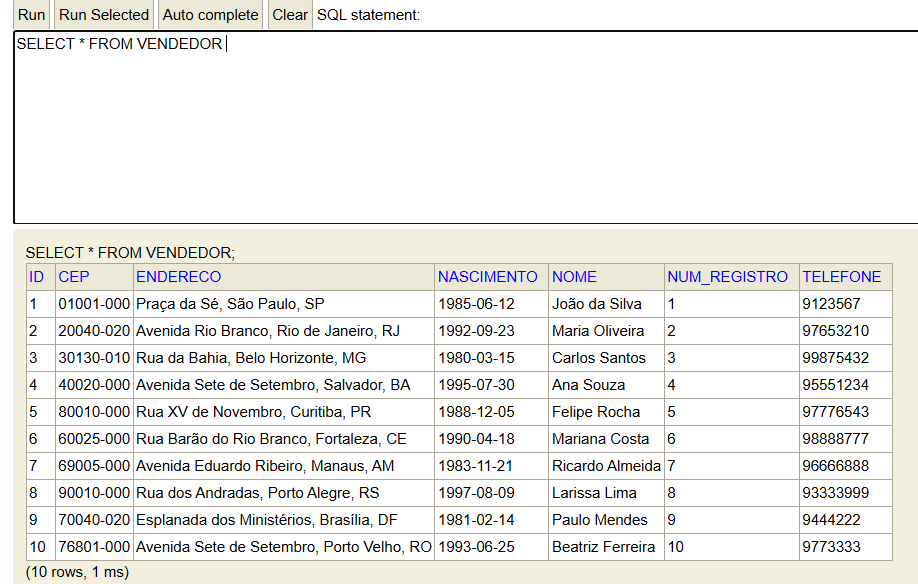 Run Run Selected Auto complete Clear SQL statement:
SELECT * FROM VENDEDOR
SELECT * FROM VENDEDOR;
ID CEP ENDERECO NASCIMENTO NOME NUM_REGISTRO TELEFONE
1 01001-000 Praça da Sé, São Paulo, SP 1985-06-12 João da Silva 1 9123567
2 20040-020 Avenida Rio Branco, Rio de Janeiro, RJ 1992-09-23 Maria Oliveira 2 97653210
3 30130-010 Rua da Bahia, Belo Horizonte, MG 1980-03-15 Carlos Santos 3 99875432
4 40020-000 Avenida Sete de Setembro, Salvador, BA 1995-07-30 Ana Souza 4 95551234
5 80010-000 Rua XV de Novembro, Curitiba, PR 1988-12-05 Felipe Rocha 5 97776543
6 60025-000 Rua Barão do Rio Branco, Fortaleza, CE 1990-04-18 Mariana Costa 6 98888777
7 69005-000 Avenida Eduardo Ribeiro, Manaus, AM 1983-11-21 Ricardo Almeida 7 96666888
8 90010-000 Rua dos Andradas, Porto Alegre, RS 1997-08-09 Larissa Lima 8 93333999
9 70040-020 Esplanada dos Ministérios, Brasília, DF 1981-02-14 Paulo Mendes 9 9444222
10 76801-000 Avenida Sete de Setembro, Porto Velho, RO 1993-06-25 Beatriz Ferreira 10 9773333
(10 rows, 1 ms)